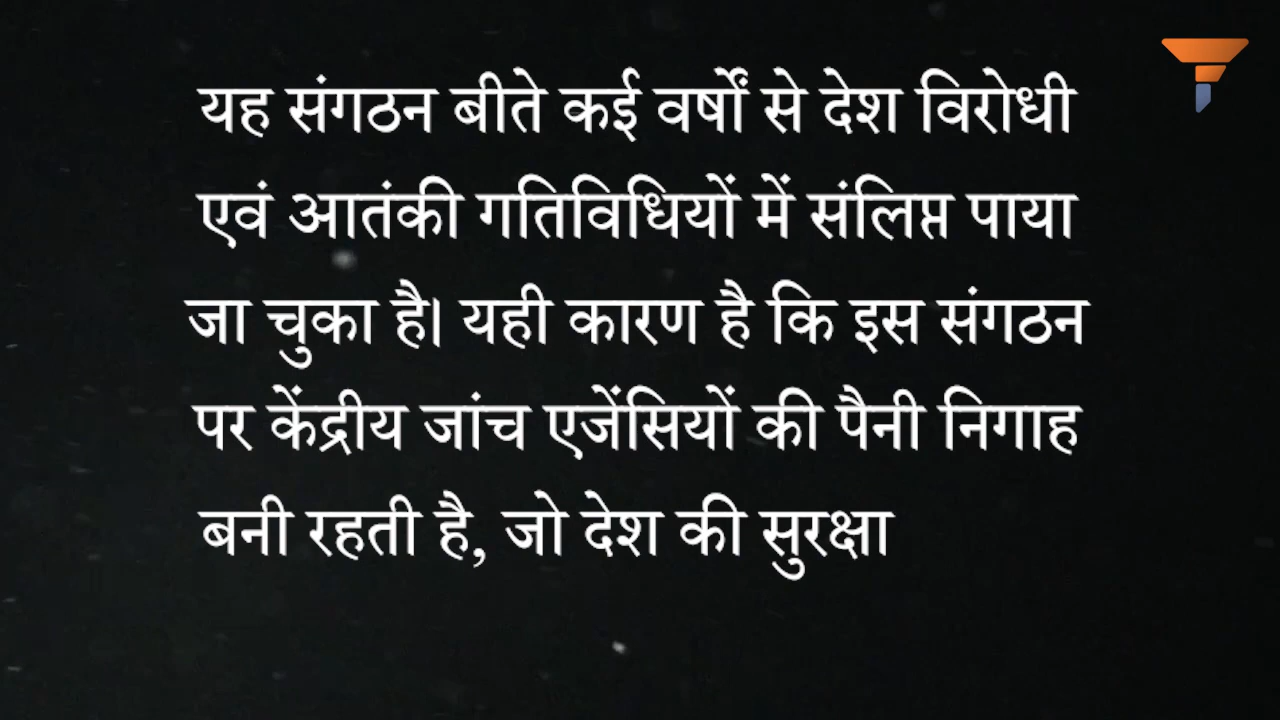 यह संगठन बीते कई वर्षों से देश विरोधी
एवं आतंकी गतिविधियों में संलिप्त पाया
जा चुका है। यही कारण है कि इस संगठन
पर केंद्रीय जांच एजेंसियों की पैनी निगाह
बनी रहती है, जो देश की सुरक्षा